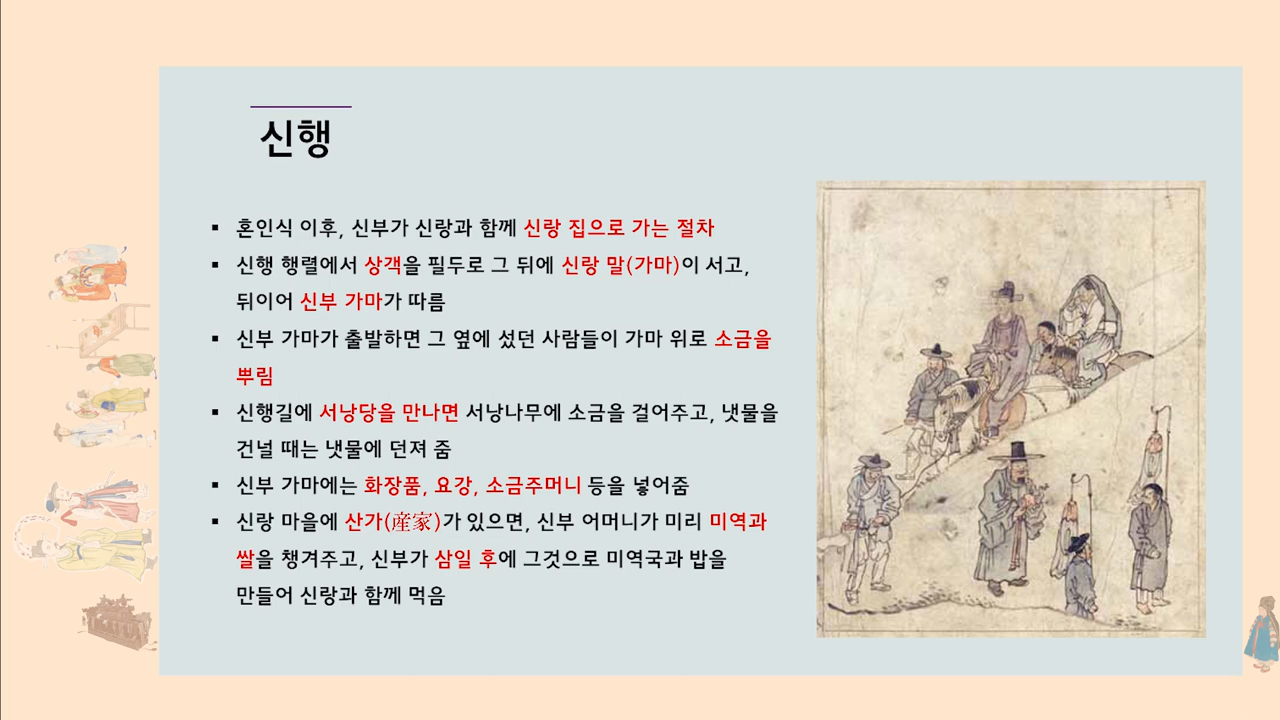 신행
▪ 혼인식 이후, 신부가 신랑과 함께 신랑 집으로 가는 절차
▪ 신행 행렬에서 상객을 필두로 그 뒤에 신랑 말(가마)이 서고,
뒤이어 신부 가마가 따름
▪ 신부 가마가 출발하면 그 옆에 섰던 사람들이 가마 위로 소금을
뿌림
▪ 신행길에 서낭당을 만나면 서낭나무에 소금을 걸어주고, 냇물을
건널 때는 냇물에 던져 줌
▪ 신부 가마에는 화장품, 요강, 소금주머니 등을 넣어줌
▪ 신랑 마을에 산가(産家)가 있으면, 신부 어머니가 미리 미역과
쌀을 챙겨주고, 신부가 삼일 후에 그것으로 미역국과 밥을
만들어 신랑과 함께 먹음